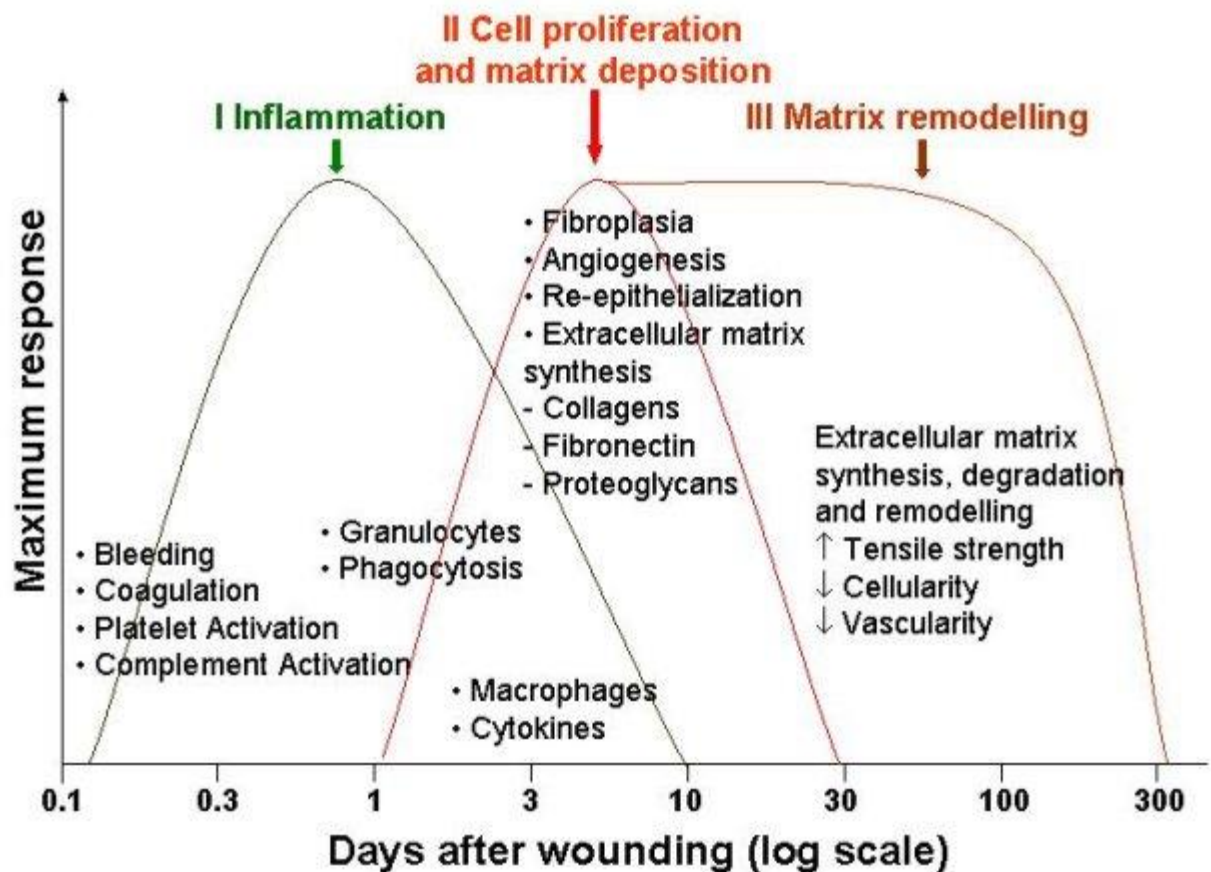 II Cell proliferation
and matrix deposition
I Inflammation
III Matrix remodelling
Maximum response
• Fibroplasia
• Angiogenesis
• Re-epithelialization
• Extracellular matrix
synthesis
- Collagens
- Fibronectin
- Proteoglycans
• Granulocytes
• Phagocytosis
• Bleeding
• Coagulation
• Platelet Activation
• Complement Activation
• Macrophages
• Cytokines
Extracellular matrix
synthesis, degradation
and remodelling
↑ Tensile strength
↓ Cellularity
↓ Vascularity
0.1 0.3 1 3 10 30 100 300
Days after wounding (log scale)